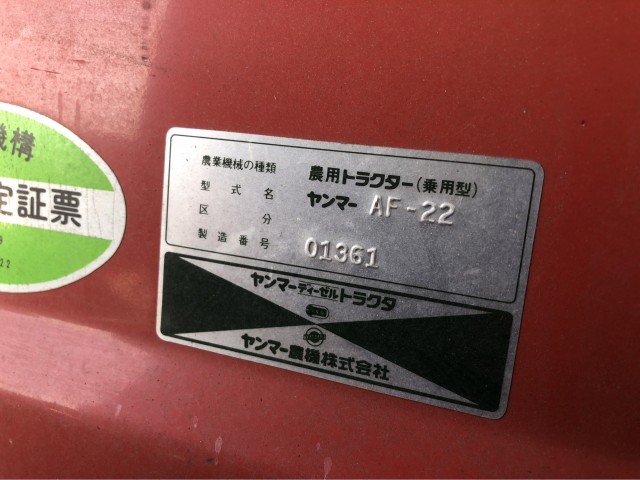 機構
定証票
9
22
農業機械の種類 農用トラクター(乗用型)
型式名 ヤンマー AF-22
区分
製造番号 01361
ヤンマーディーゼルトラクタ
ヤンマー農機株式会社